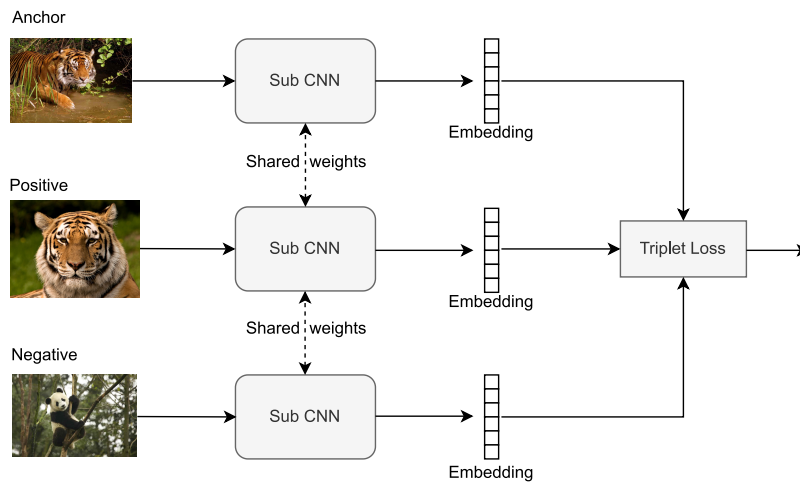 Anchor
Sub CNN
Embedding
Shared weights
Positive
Sub CNN
Triplet Loss
Embedding
Shared weights
Negative
Sub CNN
Embedding